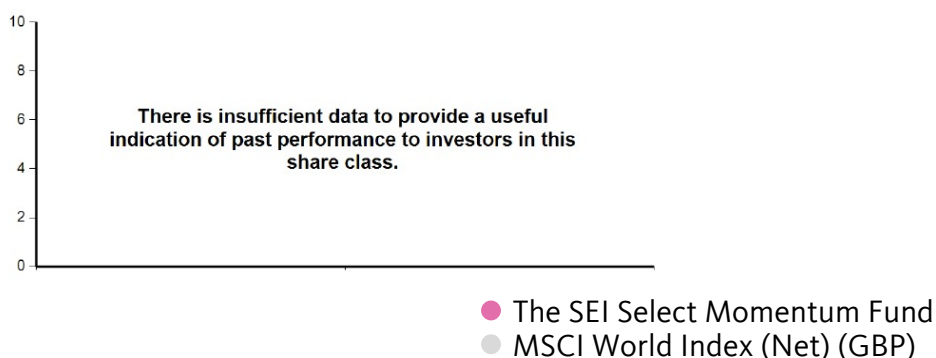 10
8
6
4
2
0
There is insufficient data to provide a useful
indication of past performance to investors in this
share class.
The SEI Select Momentum Fund
MSCI World Index (Net) (GBP)